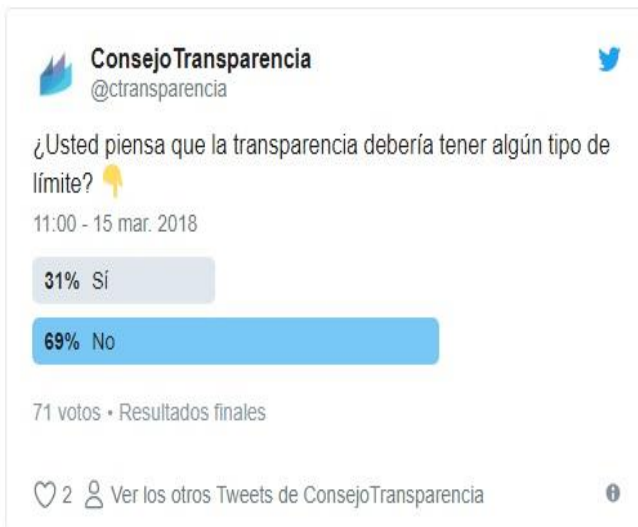 ConsejoTransparencia
@ctransparencia
¿Usted piensa que la transparencia debería tener algún tipo de
límite? 👇
11:00 - 15 mar. 2018
31% Sí
69% No
71 votos • Resultados finales
2 Ver los otros Tweets de ConsejoTransparencia